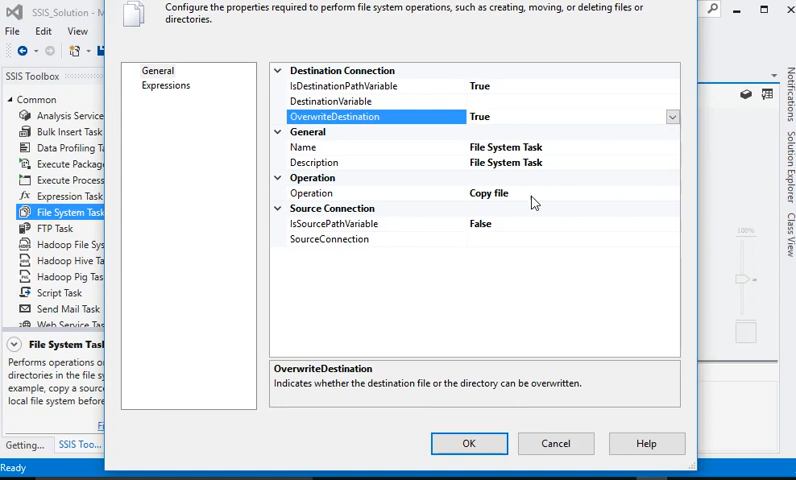 SSIS_Solution - M
Configure the properties required to perform file system operations, such as creating, moving, or deleting files or
directories.
File Edit View
SSIS Toolbox
Common
Analysis Service
Bulk Insert Task
Data Profiling Ta
Execute Package
Execute Process
Expression Task
File System Task
FTP Task
Hadoop File Sys
Hadoop Hive Ta
Hadoop Pig Tas
Script Task
Send Mail Task
Web Service Tas
File System Task
Performs operations on
directories in the file
example, copy a source
local file system before
Fi
Getting... SSIS Too...
Ready
General
Expressions
Destination Connection
IsDestinationPathVariable True
DestinationVariable
OverwriteDestination True
General
Name File System Task
Description File System Task
Operation
Operation Copy file
Source Connection
IsSourcePathVariable False
SourceConnection
OverwriteDestination
Indicates whether the destination file or the directory can be overwritten.
OK Cancel Help
100%
Notifications
Solution Explorer
Class View